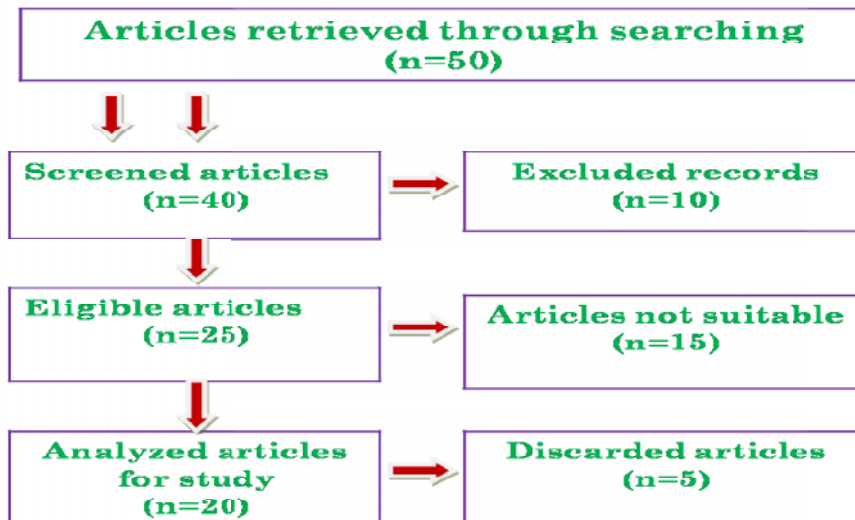 Articles retrieved through searching
(n=50)
Screened articles
(n=40)
Excluded records
(n=10)
Eligible articles
(n=25)
Articles not suitable
(n=15)
Analyzed articles
for study
(n=20)
Discarded articles
(n=5)